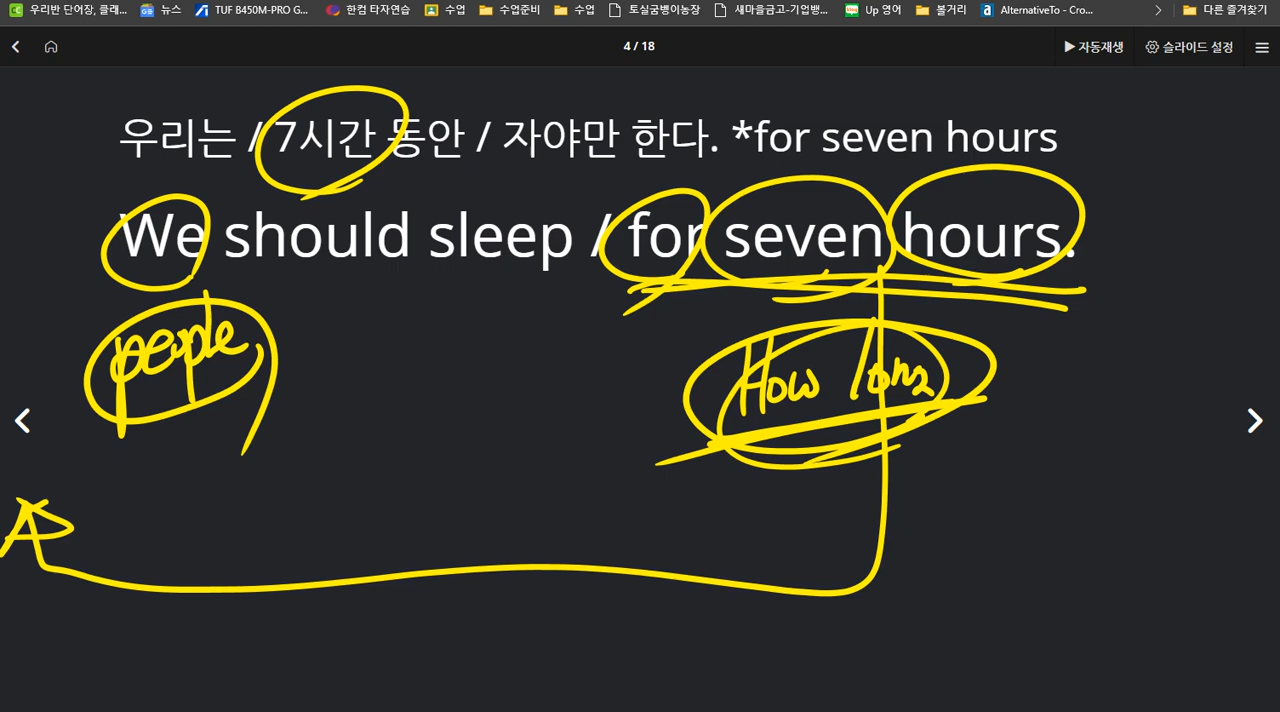 우리반 단어장, 클래... 뉴스 TUF B450M-PRO G... 한컴 타자연습 수업 수업준비 수업 토실굼벵이농장 새마을금고-기업뱅... Up 영어 볼거리 AlternativeTo - Cro... 다른 즐겨찾기
4 / 18 자동재생 슬라이드 설정
우리는 / 7시간 동안 / 자야만 한다. *for seven hours
We should sleep / for seven hours.
people
How long